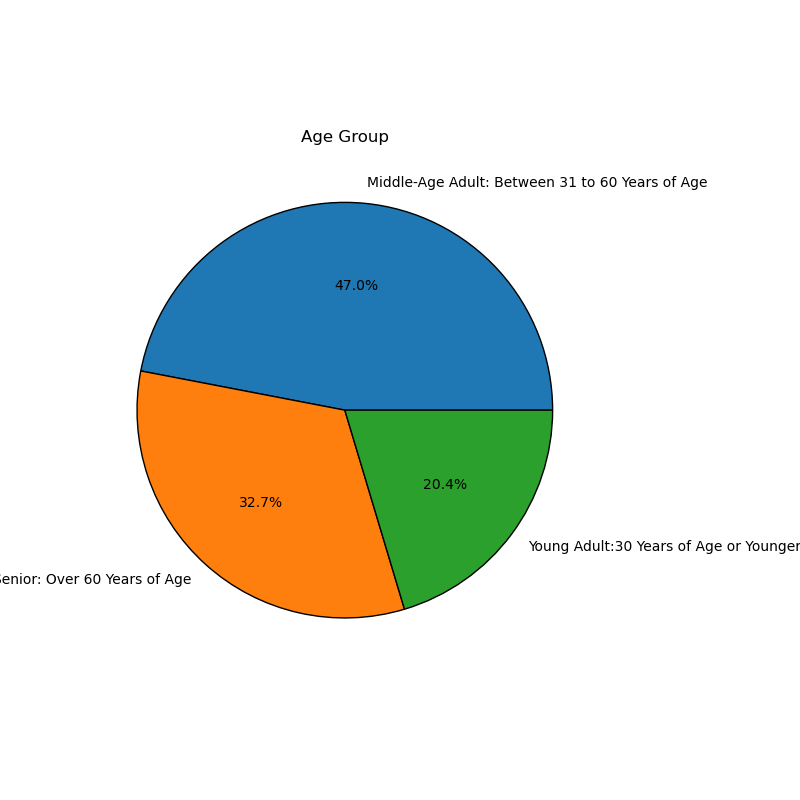 Age Group
Middle-Age Adult: Between 31 to 60 Years of Age
47.0%
32.7%
20.4%
Young Adult:30 Years of Age or Younger
Senior: Over 60 Years of Age